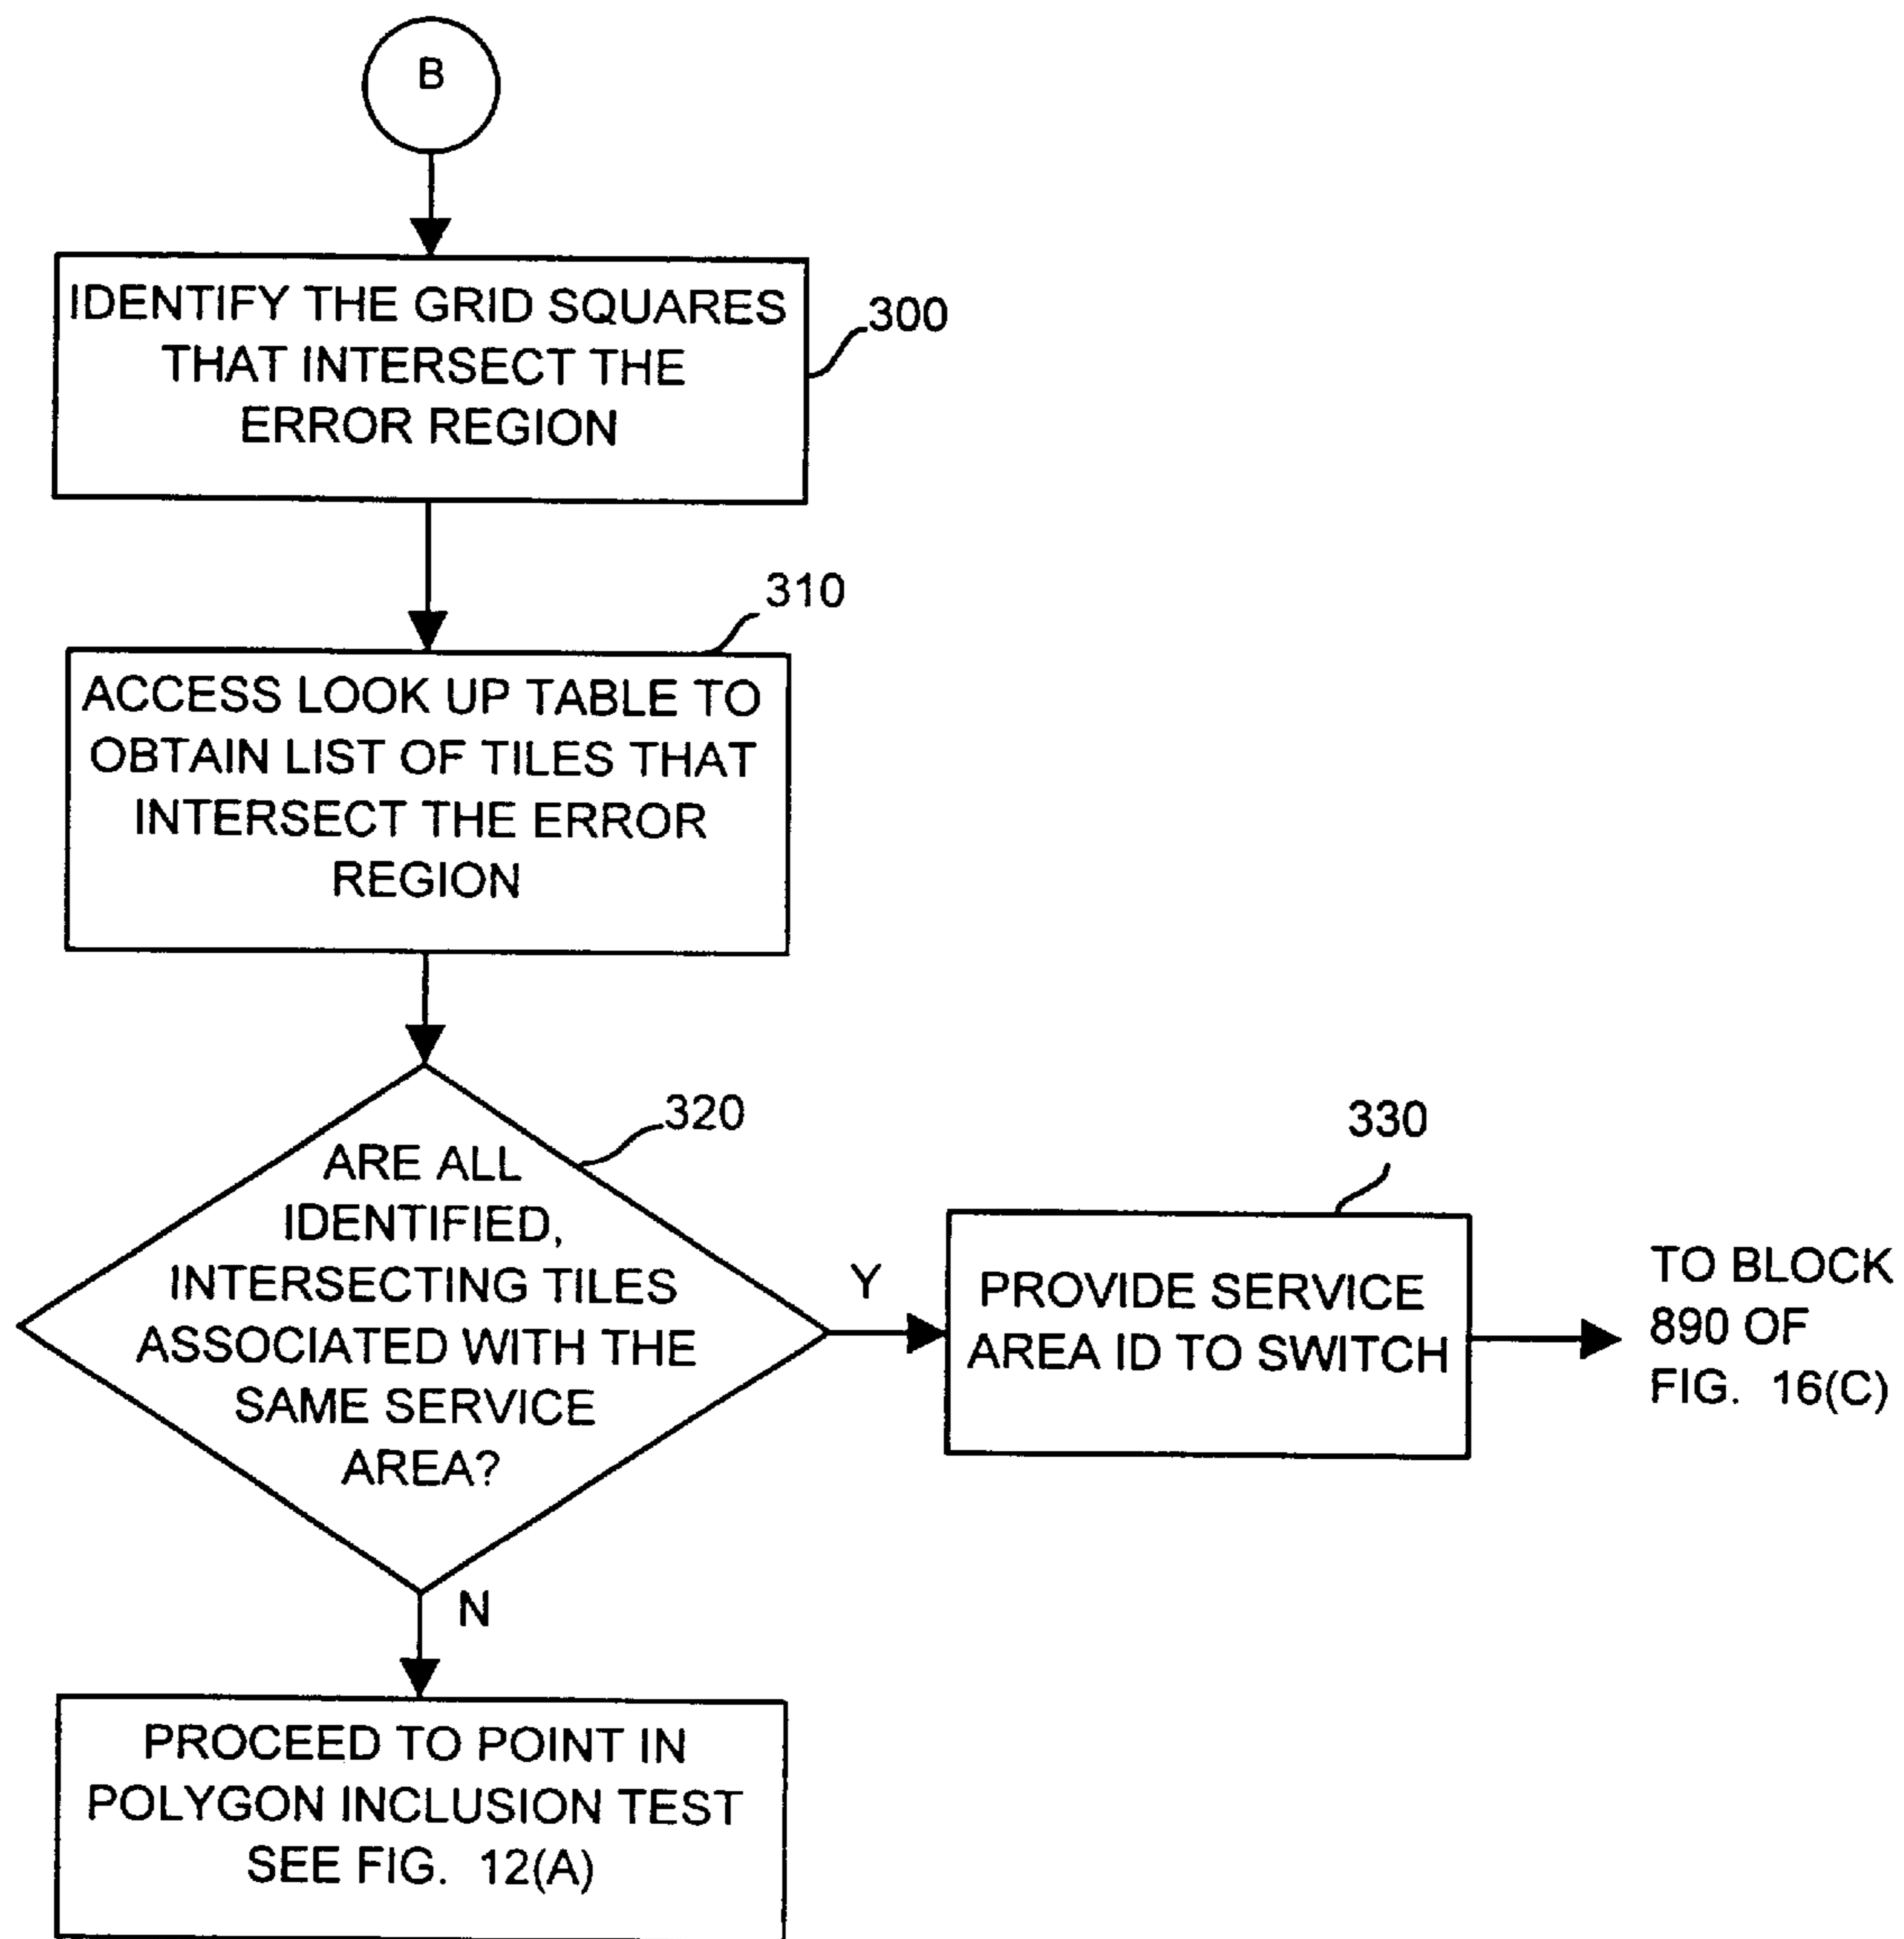 B
IDENTIFY THE GRID SQUARES
THAT INTERSECT THE
ERROR REGION
300
310
ACCESS LOOK UP TABLE TO
OBTAIN LIST OF TILES THAT
INTERSECT THE ERROR
REGION
320
ARE ALL
IDENTIFIED,
INTERSECTING TILES
ASSOCIATED WITH THE
SAME SERVICE
AREA?
Y
330
PROVIDE SERVICE
AREA ID TO SWITCH
TO BLOCK
890 OF
FIG. 16(C)
N
PROCEED TO POINT IN
POLYGON INCLUSION TEST
SEE FIG. 12(A)